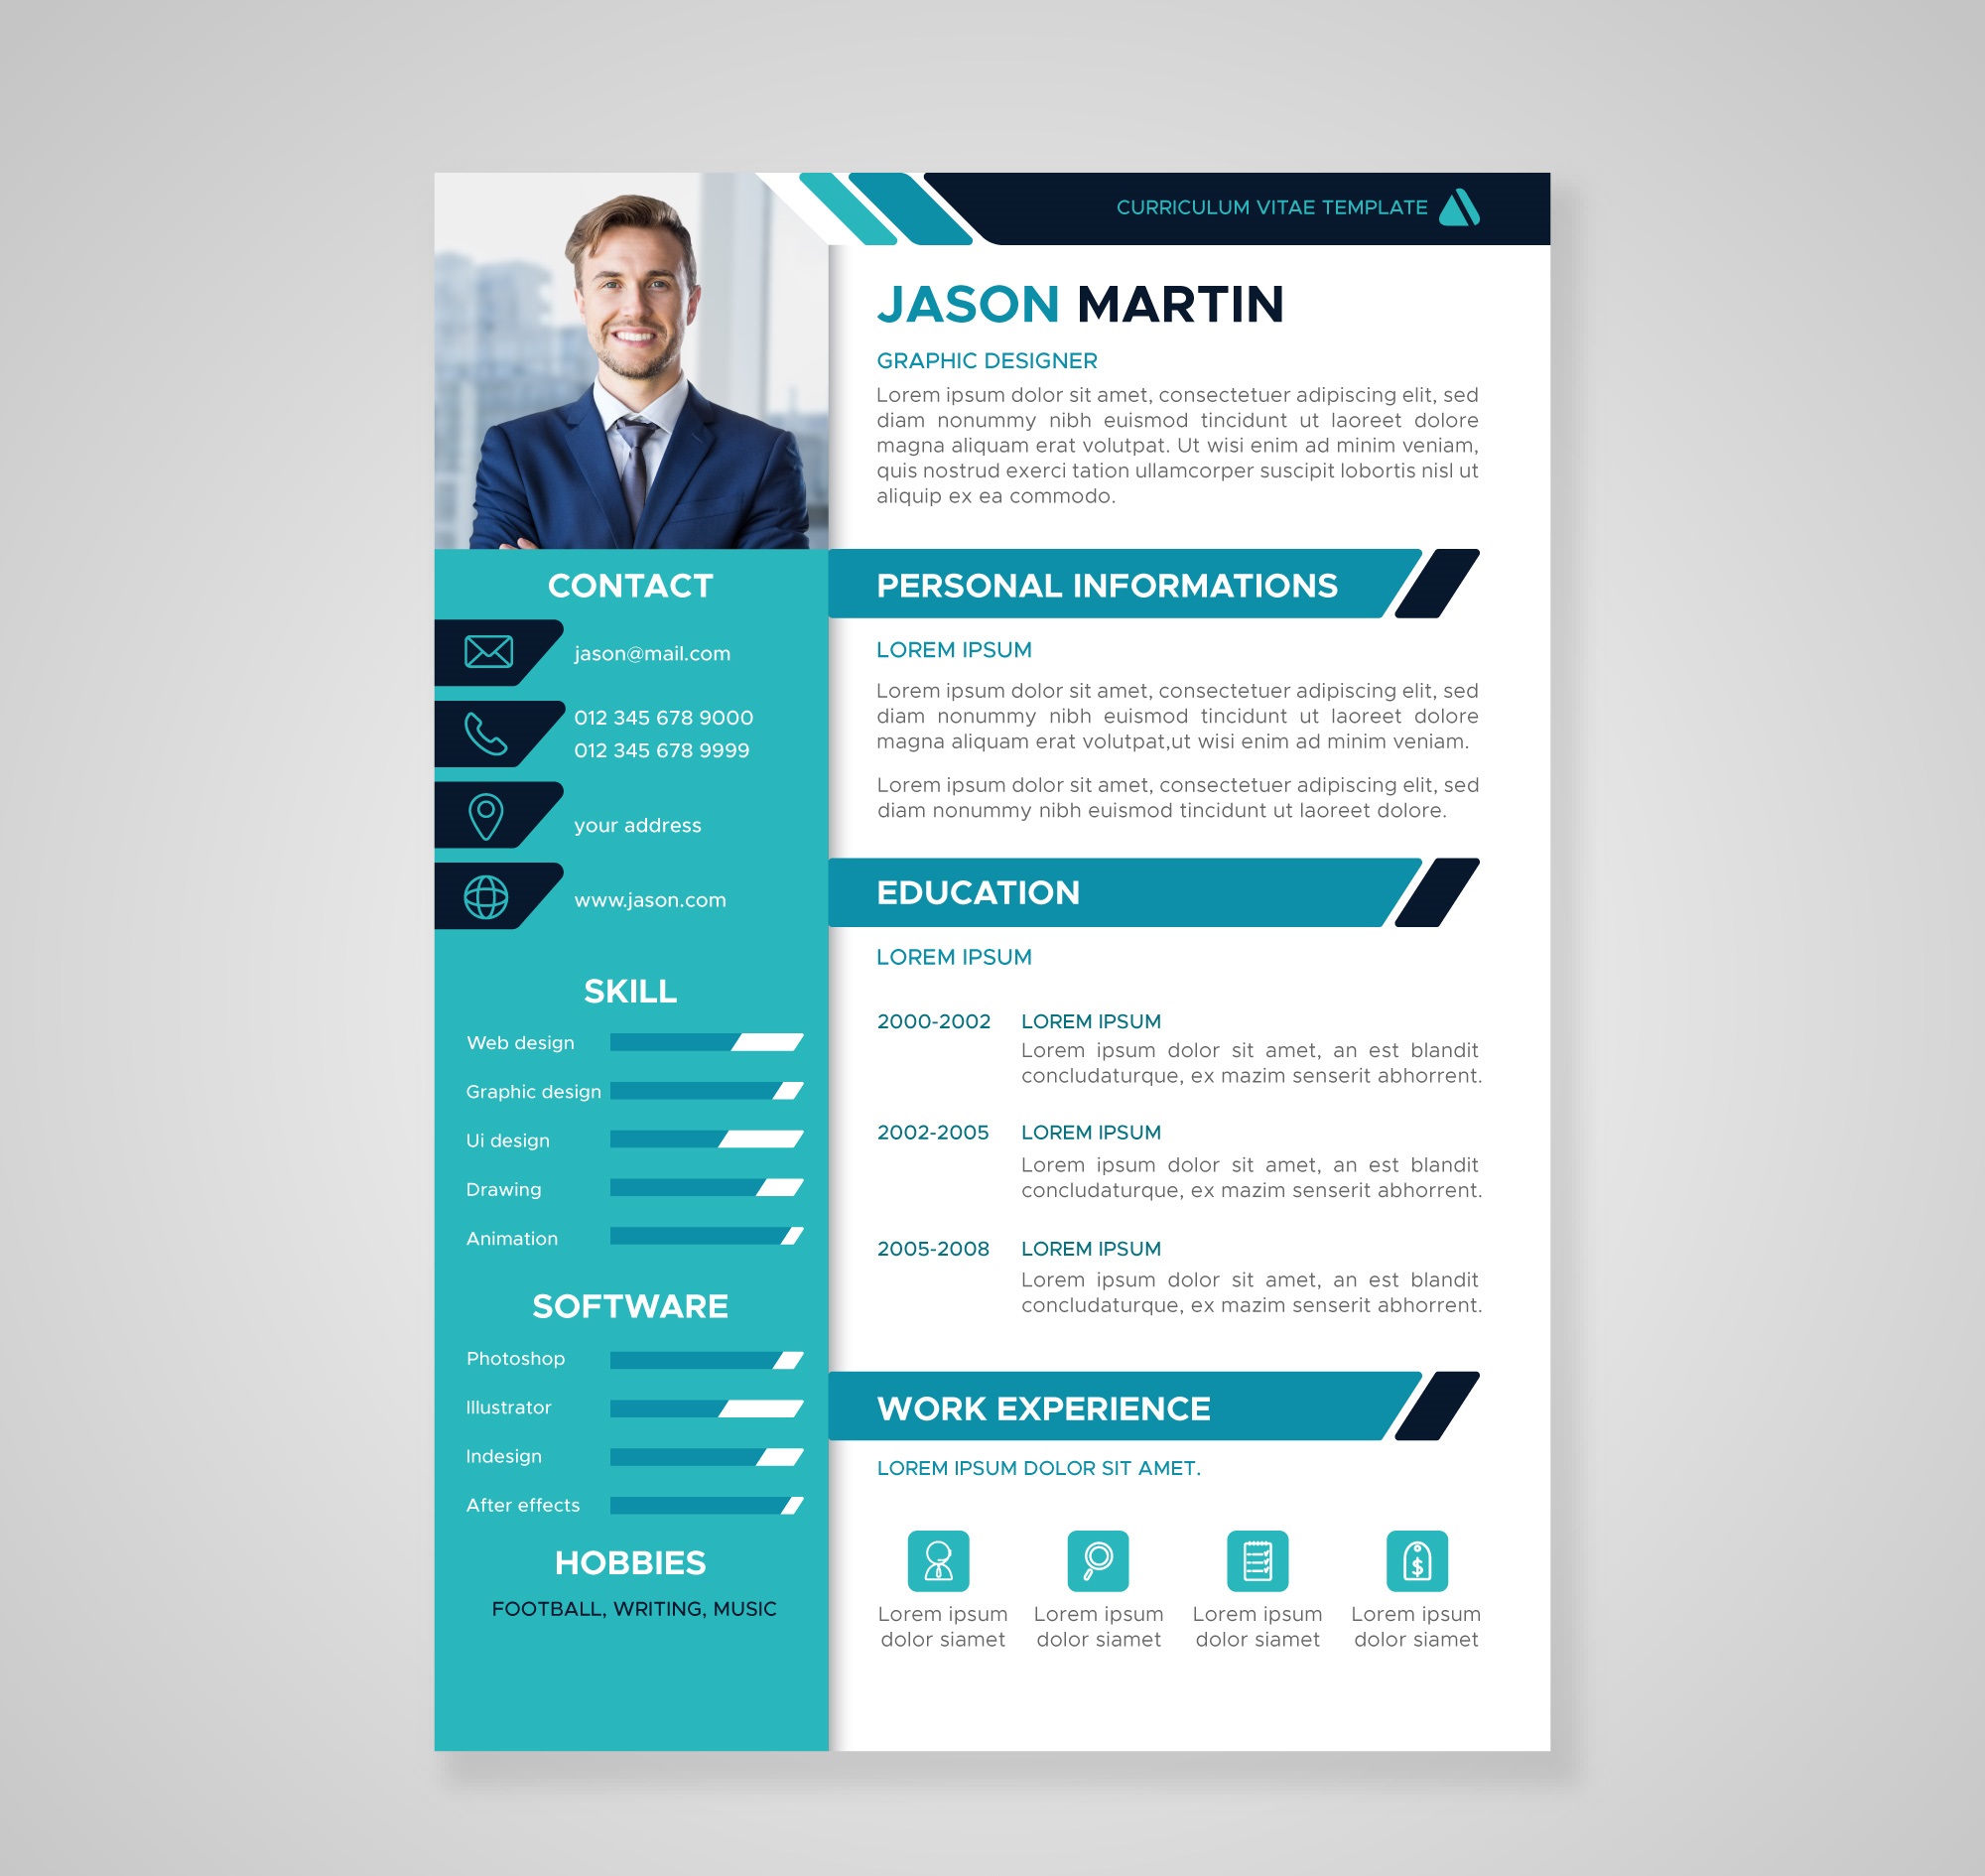 CURRICULUM VITAE TEMPLATE
JASON MARTIN
GRAPHIC DESIGNER
Lorem ipsum dolor sit amet, consectetuer adipiscing elit, sed
diam nonummy nibh euismod tincidunt ut laoreet dolore
magna aliquam erat volutpat. Ut wisi enim ad minim veniam,
quis nostrud exerci tation ullamcorper suscipit lobortis nisl ut
aliquip ex ea commodo.
CONTACT
jason@mail.com
012 345 678 9000
012 345 678 9999
your address
www.jason.com
SKILL
Web design
Graphic design
Ui design
Drawing
Animation
SOFTWARE
Photoshop
Illustrator
Indesign
After effects
HOBBIES
FOOTBALL, WRITING, MUSIC
PERSONAL INFORMATIONS
LOREM IPSUM
Lorem ipsum dolor sit amet, consectetuer adipiscing elit, sed
diam nonummy nibh euismod tincidunt ut laoreet dolore
magna aliquam erat volutpat,ut wisi enim ad minim veniam.
Lorem ipsum dolor sit amet, consectetuer adipiscing elit, sed
diam nonummy nibh euismod tincidunt ut laoreet dolore.
EDUCATION
LOREM IPSUM
2000-2002 LOREM IPSUM
Lorem ipsum dolor sit amet, an est blandit
concludaturque, ex mazim senserit abhorrent.
2002-2005 LOREM IPSUM
Lorem ipsum dolor sit amet, an est blandit
concludaturque, ex mazim senserit abhorrent.
2005-2008 LOREM IPSUM
Lorem ipsum dolor sit amet, an est blandit
concludaturque, ex mazim senserit abhorrent.
WORK EXPERIENCE
LOREM IPSUM DOLOR SIT AMET.
$
Lorem ipsum Lorem ipsum Lorem ipsum Lorem ipsum
dolor siamet dolor siamet dolor siamet dolor siamet